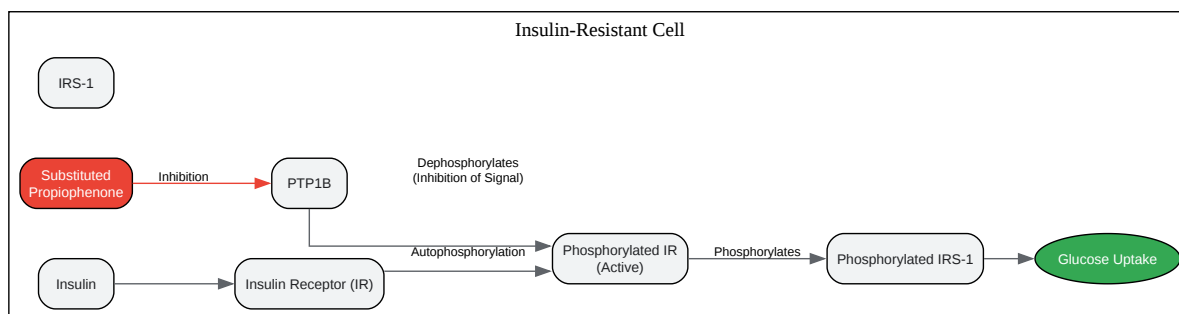 Insulin-Resistant Cell
IRS-1
Substituted
Propiophenone
Inhibition
PTP1B
Dephosphorylates
(Inhibition of Signal)
Insulin
Insulin Receptor (IR)
Autophosphorylation
Phosphorylated IR
(Active)
Phosphorylates
Phosphorylated IRS-1
Glucose Uptake